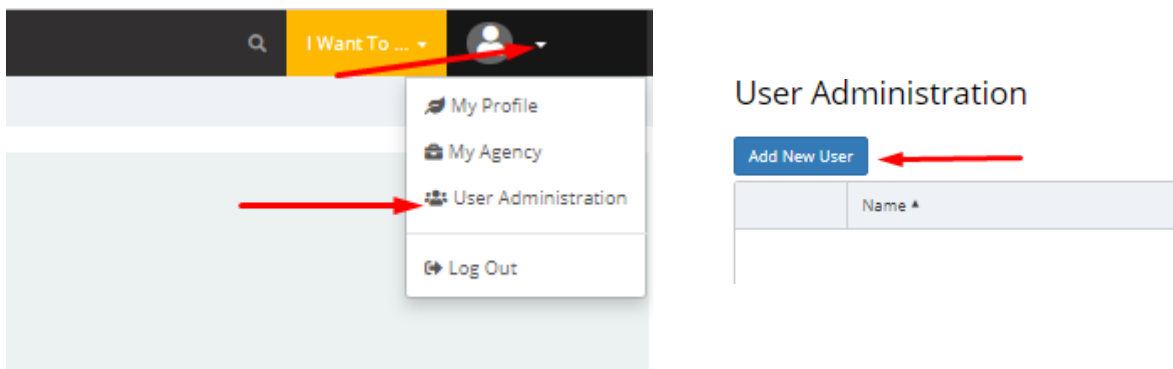 I Want To ...
My Profile
My Agency
User Administration
Log Out
User Administration
Add New User
Name